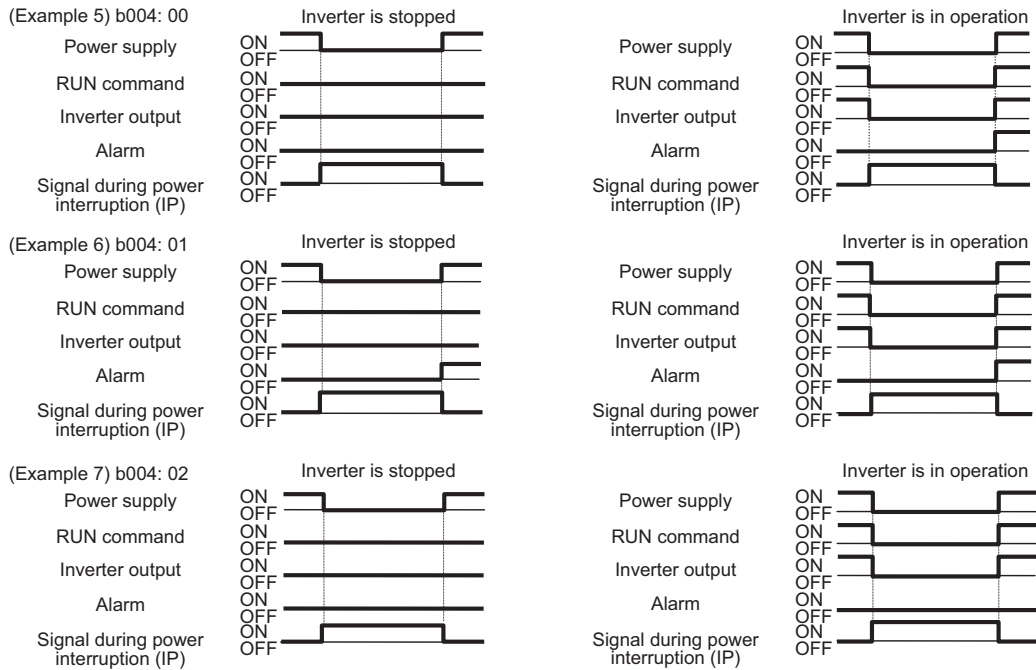 (Example 5) b004: 00
Inverter is stopped
Power supply
ON
OFF
RUN command
ON
OFF
Inverter output
ON
OFF
Alarm
ON
OFF
Signal during power
interruption (IP)
ON
OFF
Inverter is in operation
Power supply
ON
OFF
RUN command
ON
OFF
Inverter output
ON
OFF
Alarm
ON
OFF
Signal during power
interruption (IP)
ON
OFF
(Example 6) b004: 01
Inverter is stopped
Power supply
ON
OFF
RUN command
ON
OFF
Inverter output
ON
OFF
Alarm
ON
OFF
Signal during power
interruption (IP)
ON
OFF
Inverter is in operation
Power supply
ON
OFF
RUN command
ON
OFF
Inverter output
ON
OFF
Alarm
ON
OFF
Signal during power
interruption (IP)
ON
OFF
(Example 7) b004: 02
Inverter is stopped
Power supply
ON
OFF
RUN command
ON
OFF
Inverter output
ON
OFF
Alarm
ON
OFF
Signal during power
interruption (IP)
ON
OFF
Inverter is in operation
Power supply
ON
OFF
RUN command
ON
OFF
Inverter output
ON
OFF
Alarm
ON
OFF
Signal during power
interruption (IP)
ON
OFF